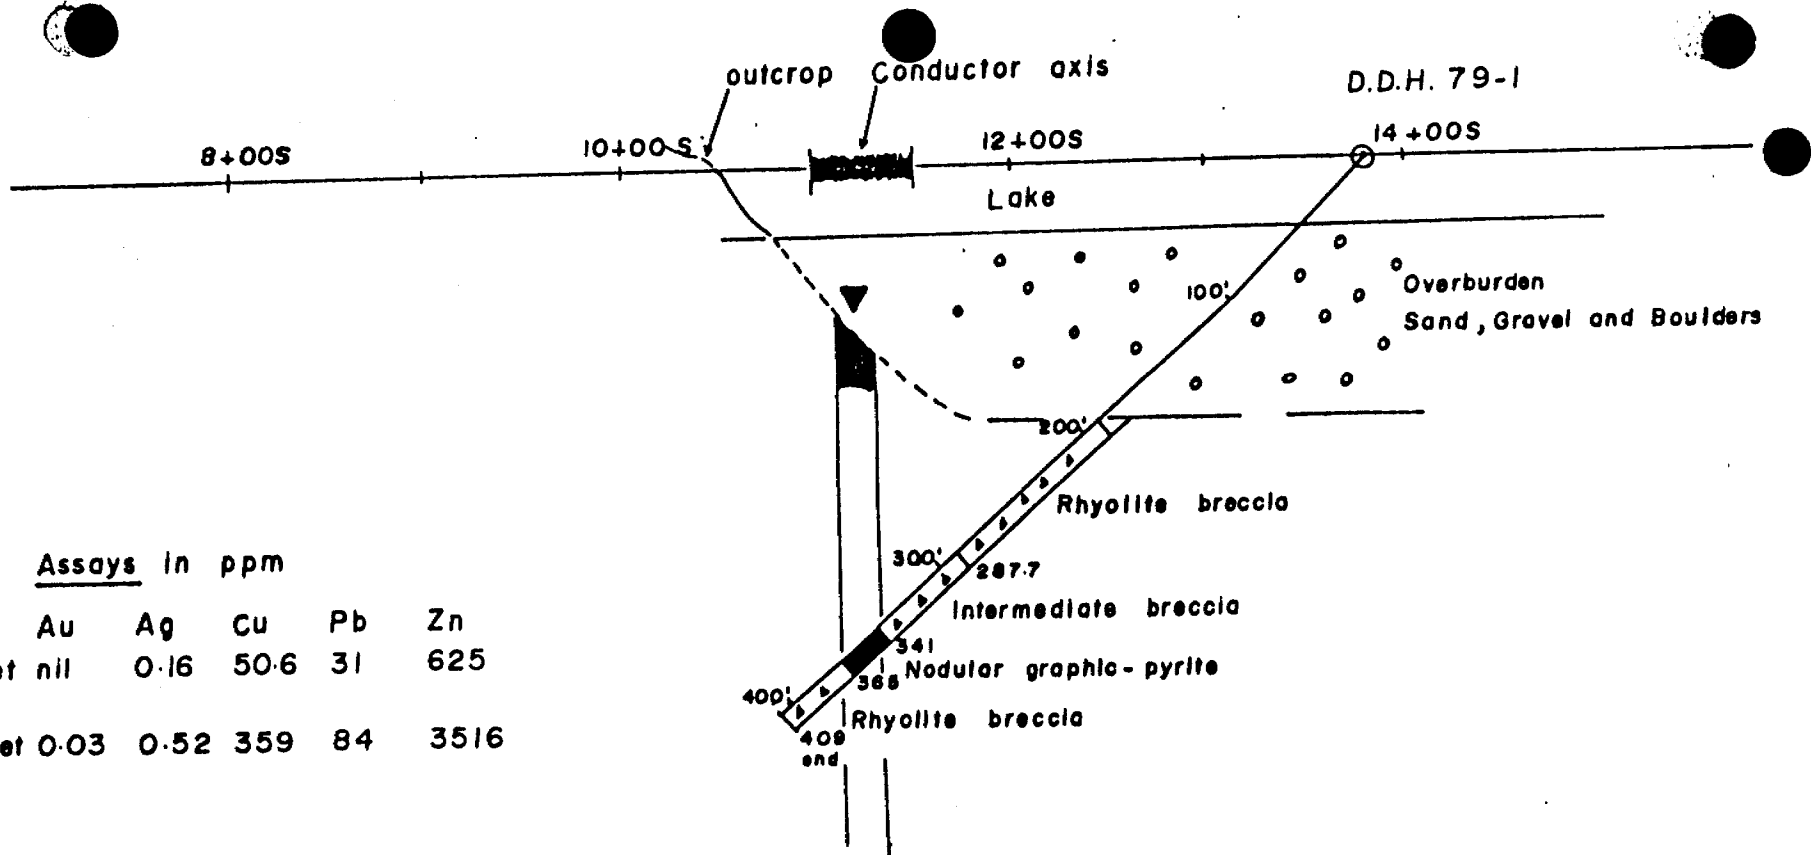 outcrop Conductor axis
D.D.H. 79-1
8+00S 10+00S 12+00S 14+00S
Lake
100'
Overburden
Sand, Gravel and Boulders
200'
Rhyolite breccia
300'
287.7
Intermediate breccia
341
Nodular graphic-pyrite
365
400'
Rhyolite breccia
409
end
Assays in ppm
Au Ag Cu Pb Zn
nil 0.16 50.6 31 625
et 0.03 0.52 359 84 3516